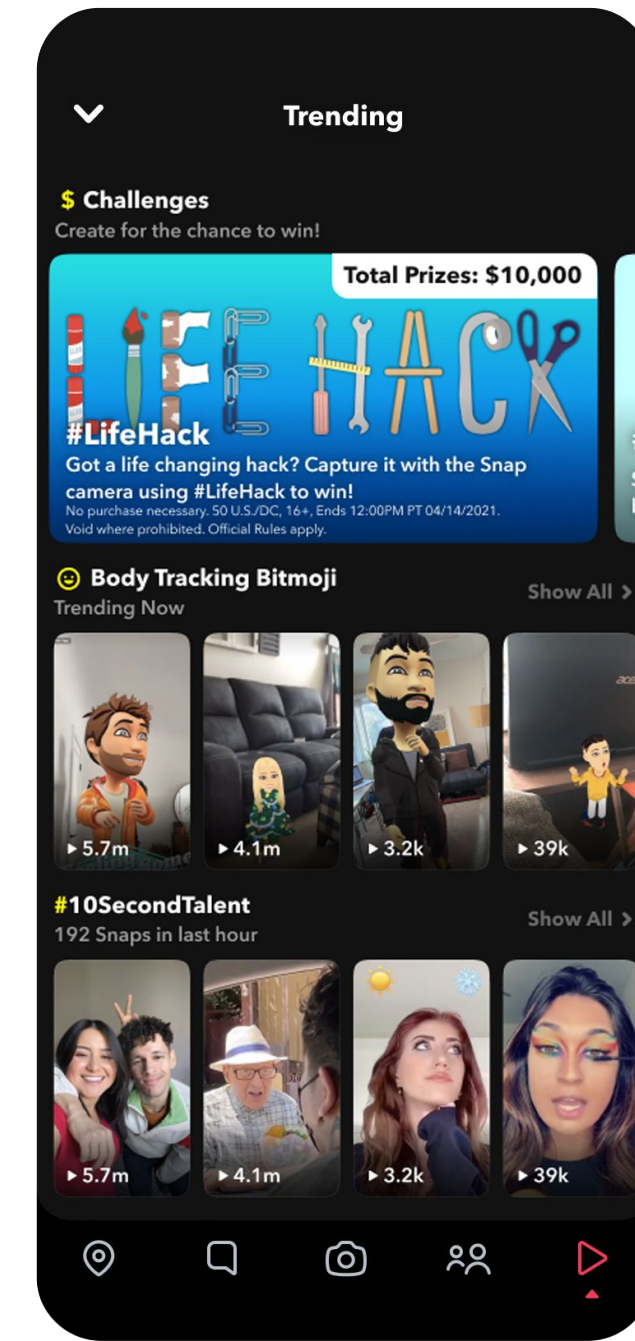 Trending
$ Challenges
Create for the chance to win!
Total Prizes: $10,000
LIFE HACK
#LifeHack
Got a life changing hack? Capture it with the Snap
camera using #LifeHack to win!
No purchase necessary. 50 U.S./DC, 16+, Ends 12:00PM PT 04/14/2021.
Void where prohibited. Official Rules apply.
Body Tracking Bitmoji
Show All
Trending Now
5.7m
4.1m
3.2k
39k
#10SecondTalent
Show All
192 Snaps in last hour
5.7m
4.1m
3.2k
39k